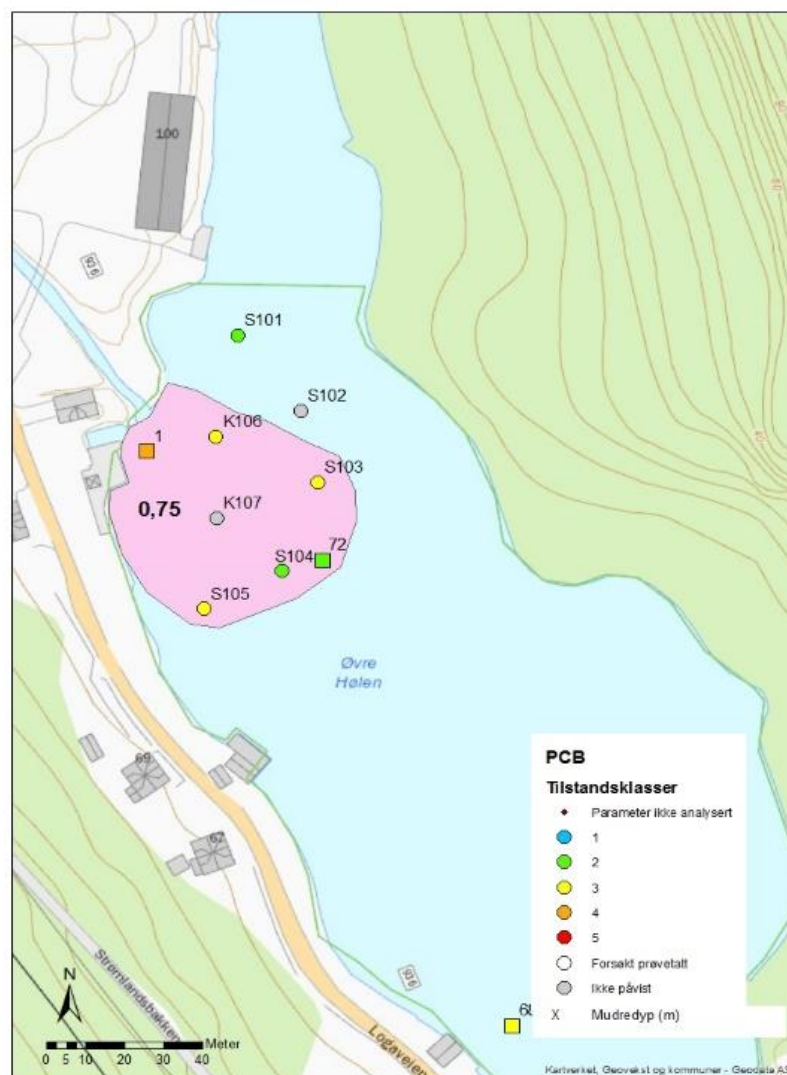 100
936
S101
S102
K106
1
S103
0,75
K107
72
S104
S105
Øvre
Hølen
69
62
936
Strømlandsbakken
Logaveien
N
0 5 10 20 30 40 Meter
PCB
Tilstandsklasser
Parameter ikke analysert
1
2
3
4
5
Forsøkt prøvetatt
Ikke påvist
X Mudredyp (m)
Kartverket, Geovekst og kommuner - Geodata AS